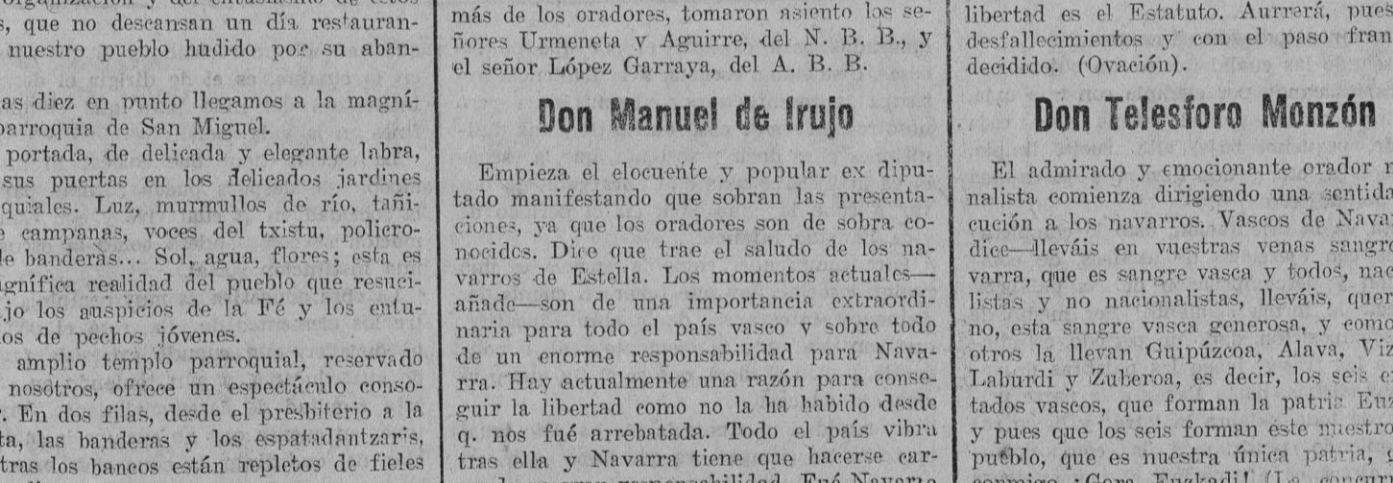 s, que no descansan un día restauran-
nuestro pueblo hudido por su aban-
as diez en punto llegamos a la magní-
parroquia de San Miguel.
portada, de delicada y elegante labra,
sus puertas en los delicados jardines
quiales. Luz, murmullos de río, tañi-
e campanas, voces del txistu, policro-
de banderas... Sol, agua, flores; esta es
agnífica realidad del pueblo que resuci-
ajo los auspicios de la Fé y los entu-
os de pechos jóvenes.
amplio templo parroquial, reservado
nosotros, ofrece un espectáculo conso-
r. En dos filas, desde el presbiterio a la
ta, las banderas y los espatadantzaris,
tras los bancos están repletos de fieles
más de los oradores, tomaron asiento los se-
ñores Urmeneta y Aguirre, del N. B. B., y
el señor López Garraya, del A. B. B.
Don Manuel de Irujo
Empieza el elocuente y popular ex dipu-
tado manifestando que sobran las presenta-
ciones, ya que los oradores son de sobra co-
nocidos. Dice que trae el saludo de los na-
varros de Estella. Los momentos actuales—
añade—son de una importancia extraordi-
naria para todo el país vasco y sobre todo
de un enorme responsabilidad para Nava-
rra. Hay actualmente una razón para conse-
guir la libertad como no la ha habido desde
q. nos fué arrebatada. Todo el país vibra
tras ella y Navarra tiene que hacerse car-
responsabilidad. Fué Navarra
libertad es el Estatuto. Aurrerá, pues
desfallecimientos y con el paso fran
decidido. (Ovación).
Don Telesforo Monzón
El admirado y emocionante orador n
nalista comienza dirigiendo una sentida
cución a los navarros. Vascos de Navar
dice—lleváis en vuestras venas sangre
varra, que es sangre vasca y todos, nac
listas y no nacionalistas, lleváis, quer
no, esta sangre vasca generosa, y como
otros la llevan Guipúzcoa, Alava, Viz
Laburdi y Zuberoa, es decir, los seis e
tados vascos, que forman la patria Euz
y pues que los seis forman este nuestro
pueblo, que es nuestra única patria,
conmigo ¡Gora Euzkadi! (La concur